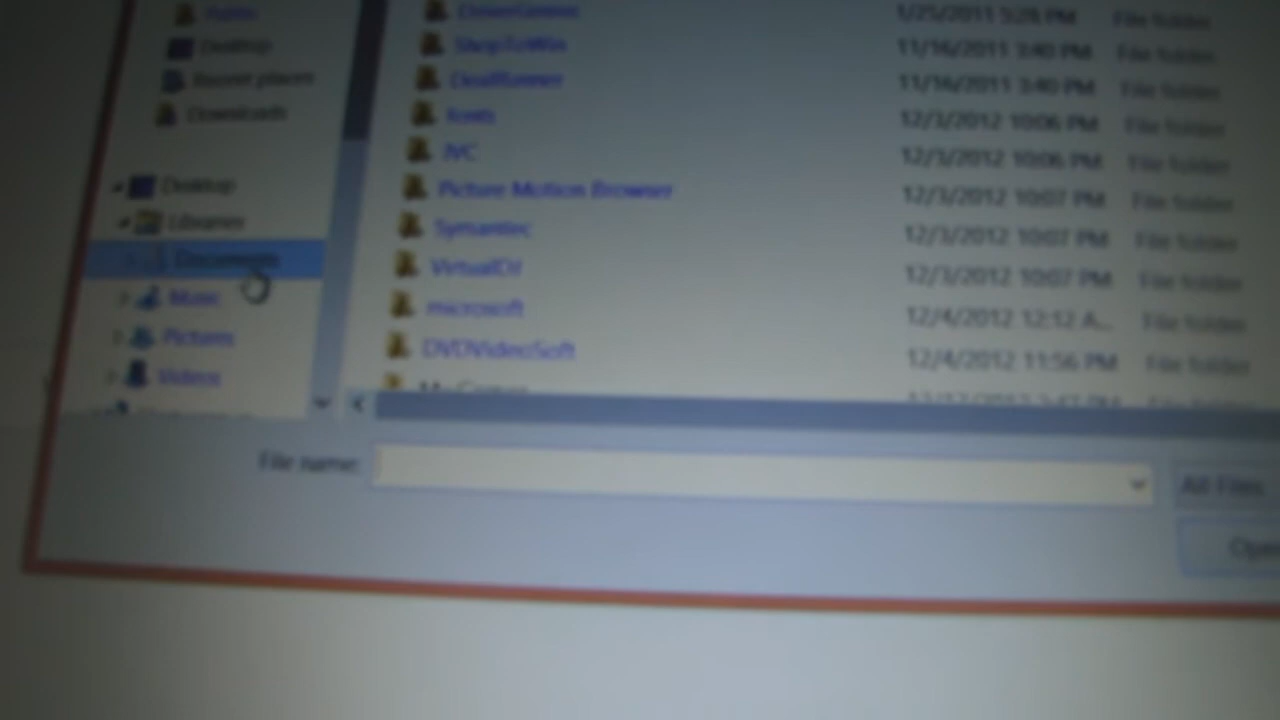 1/25/2011 5:28 PM File folder
Desktop ShopToWin 11/16/2011 3:40 PM File folder
Recent places DealRunner 11/16/2011 3:40 PM File folder
Downloads fonts 12/3/2012 10:06 PM File folder
JVC 12/3/2012 10:06 PM File folder
Desktop Picture Motion Browser 12/3/2012 10:07 PM File folder
Libraries Symantec 12/3/2012 10:07 PM File folder
Documents VirtualDJ 12/3/2012 10:07 PM File folder
Music microsoft 12/4/2012 12:12 A... File folder
Pictures DVDVideoSoft 12/4/2012 11:56 PM File folder
Videos
File name: All Files
Open